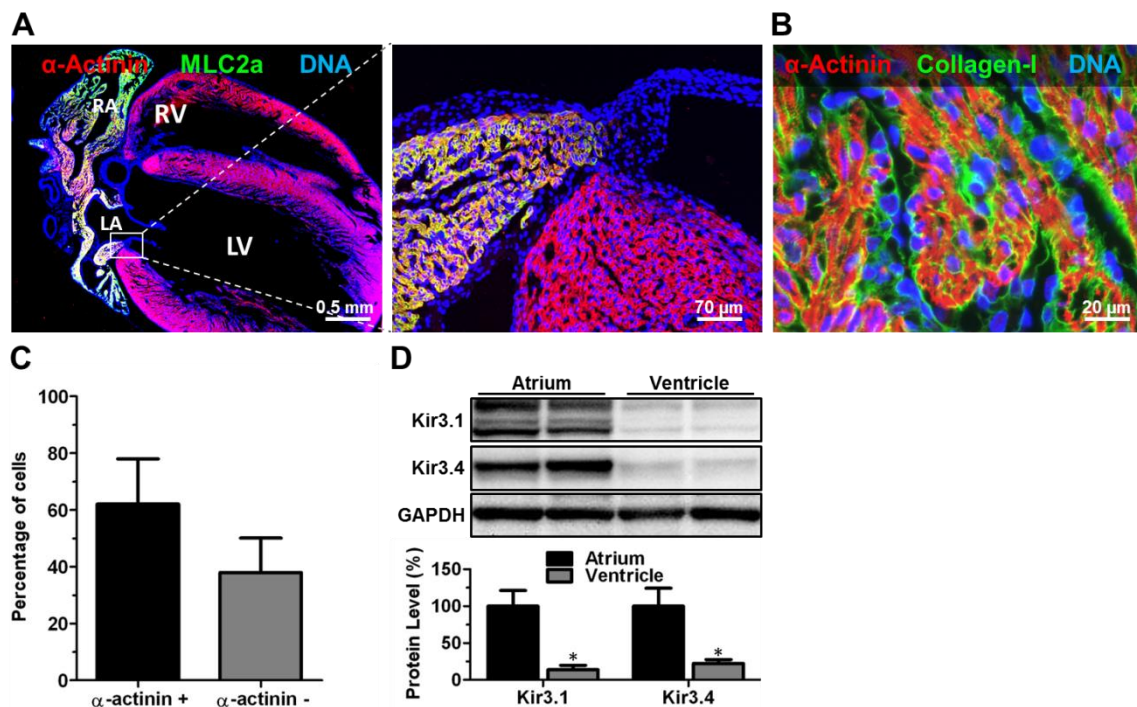 A
α-Actinin MLC2a DNA
RA
RV
LA
LV
0.5 mm
70 µm
B
α-Actinin Collagen-I DNA
20 µm
C
Percentage of cells
100
80
60
40
20
0
α-actinin + α-actinin -
D
Atrium Ventricle
Kir3.1
Kir3.4
GAPDH
Atrium
Ventricle
Protein Level (%)
150
100
50
25
0
* *
Kir3.1 Kir3.4